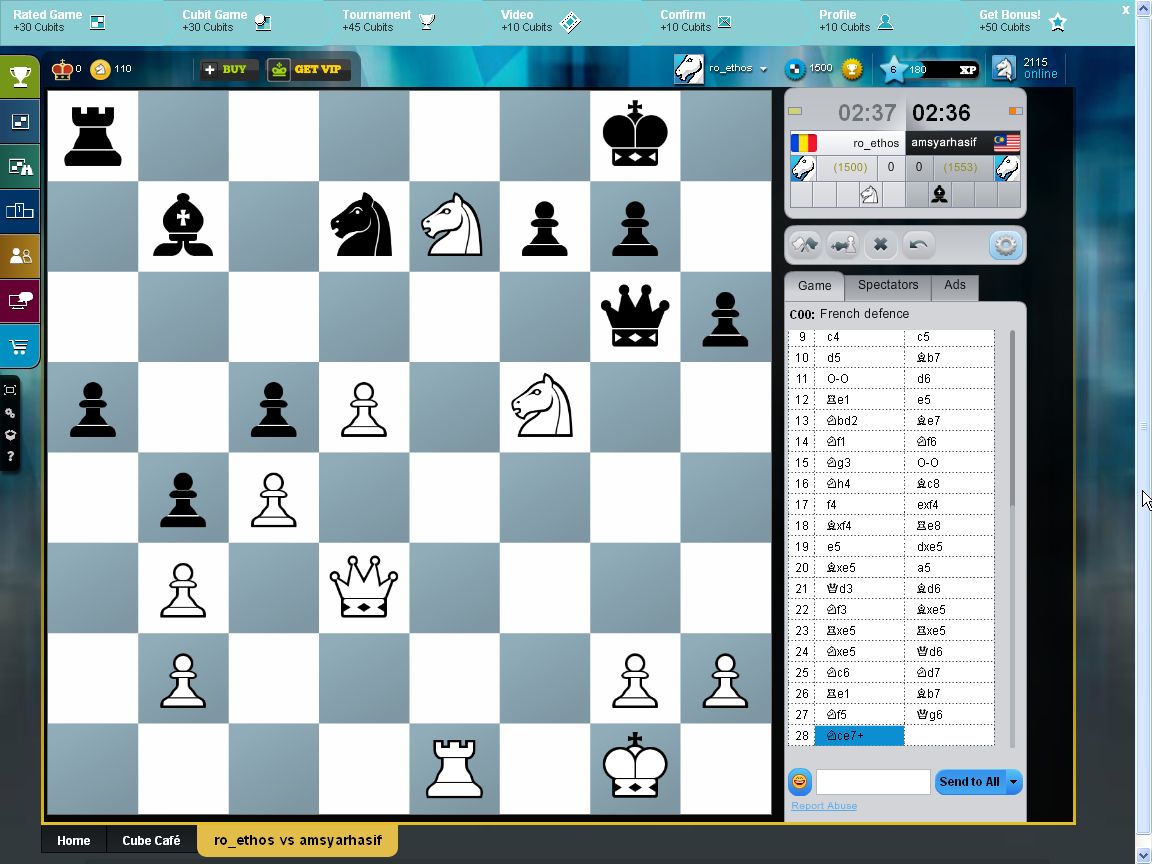 Rated Game
+30 Cubits
Cubit Game
+30 Cubits
Tournament
+45 Cubits
Video
+10 Cubits
Confirm
+10 Cubits
Profile
+10 Cubits
Get Bonus!
+50 Cubits
x
0
110
+ BUY
GET VIP
ro_ethos
1500
6
180
XP
2115
online
02:37
02:36
ro_ethos
amsyarhasif
(1500)
0
0
(1553)
Game
Spectators
Ads
C00: French defence
9 c4 c5
10 d5 ♗b7
11 O-O d6
12 ♖e1 e5
13 ♘bd2 ♗e7
14 ♘f1 ♘f6
15 ♘g3 O-O
16 ♘h4 ♗c8
17 f4 exf4
18 ♗xf4 ♖e8
19 e5 dxe5
20 ♗xe5 a5
21 ♕d3 ♗d6
22 ♘f3 ♗xe5
23 ♖xe5 ♖xe5
24 ♘xe5 ♕d6
25 ♘c6 ♘d7
26 ♖e1 ♗b7
27 ♘f5 ♕g6
28 ♘ce7+
Send to All
Report Abuse
?
Home
Cube Café
ro_ethos vs amsyarhasif